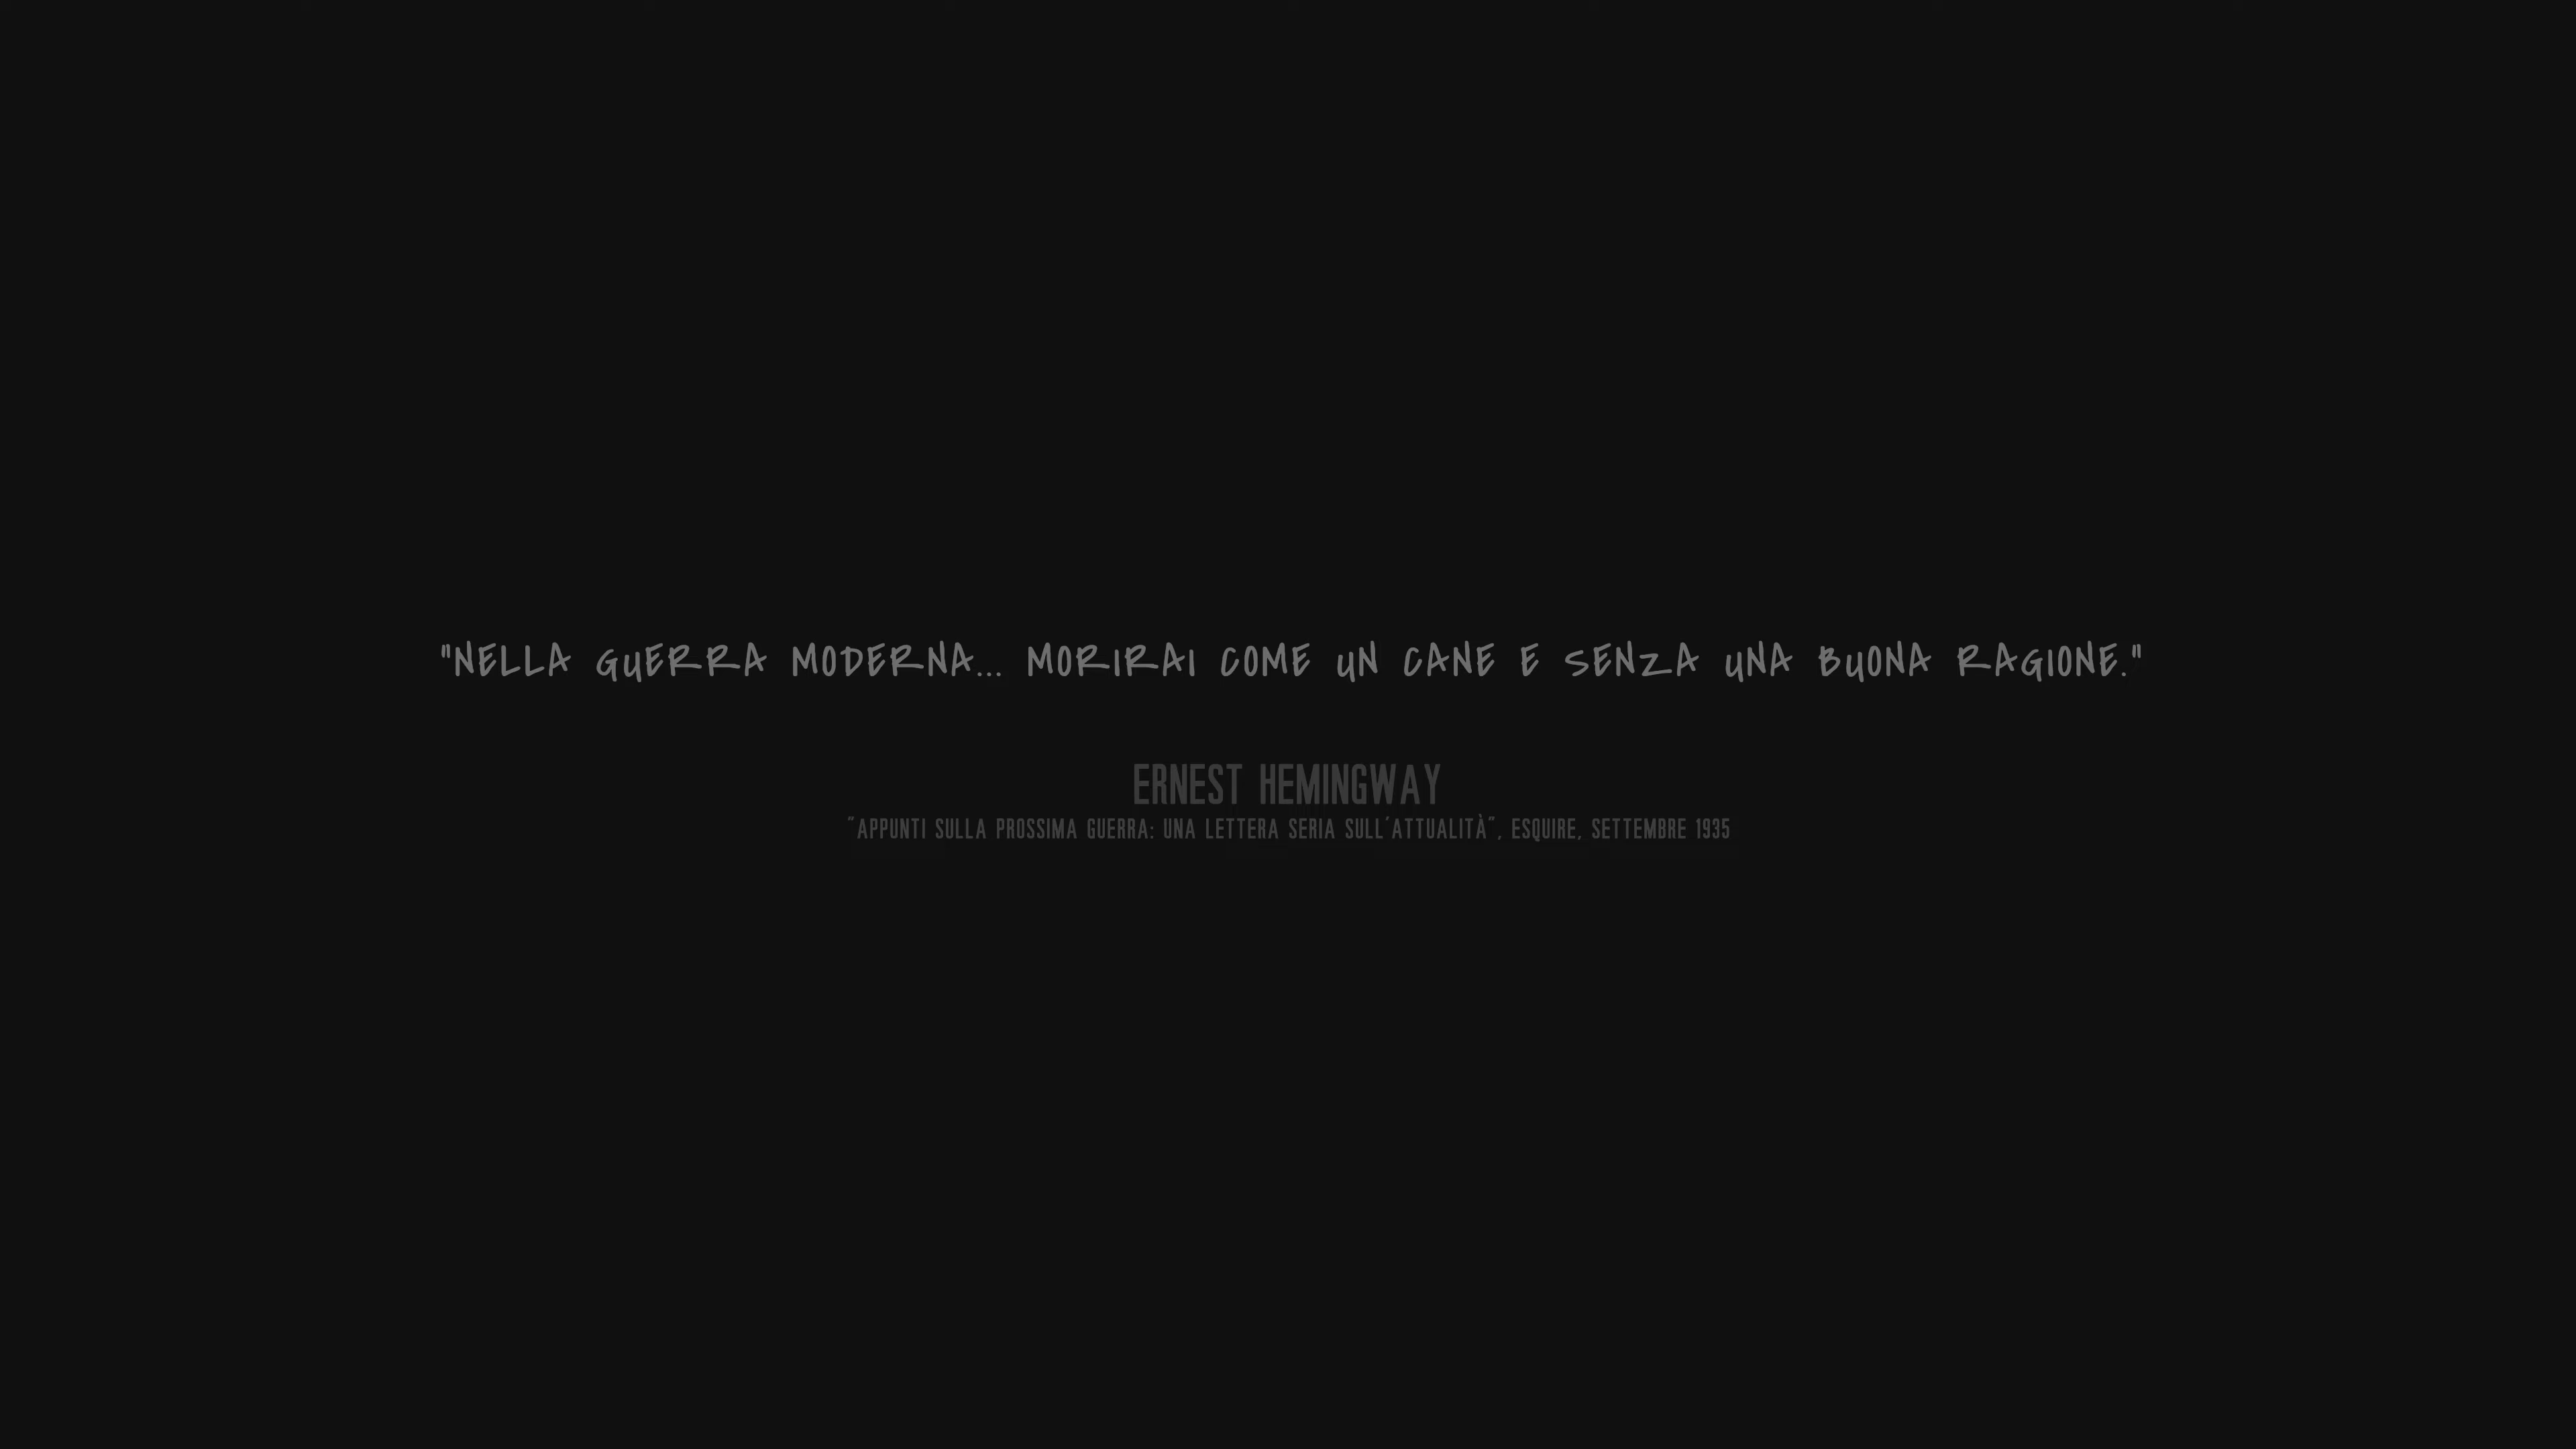 "NELLA GUERRA MODERNA... MORIRAI COME UN CANE E SENZA UNA BUONA RAGIONE."
ERNEST HEMINGWAY
"APPUNTI SULLA PROSSIMA GUERRA: UNA LETTERA SERIA SULL'ATTUALITÀ", ESQUIRE, SETTEMBRE 1935